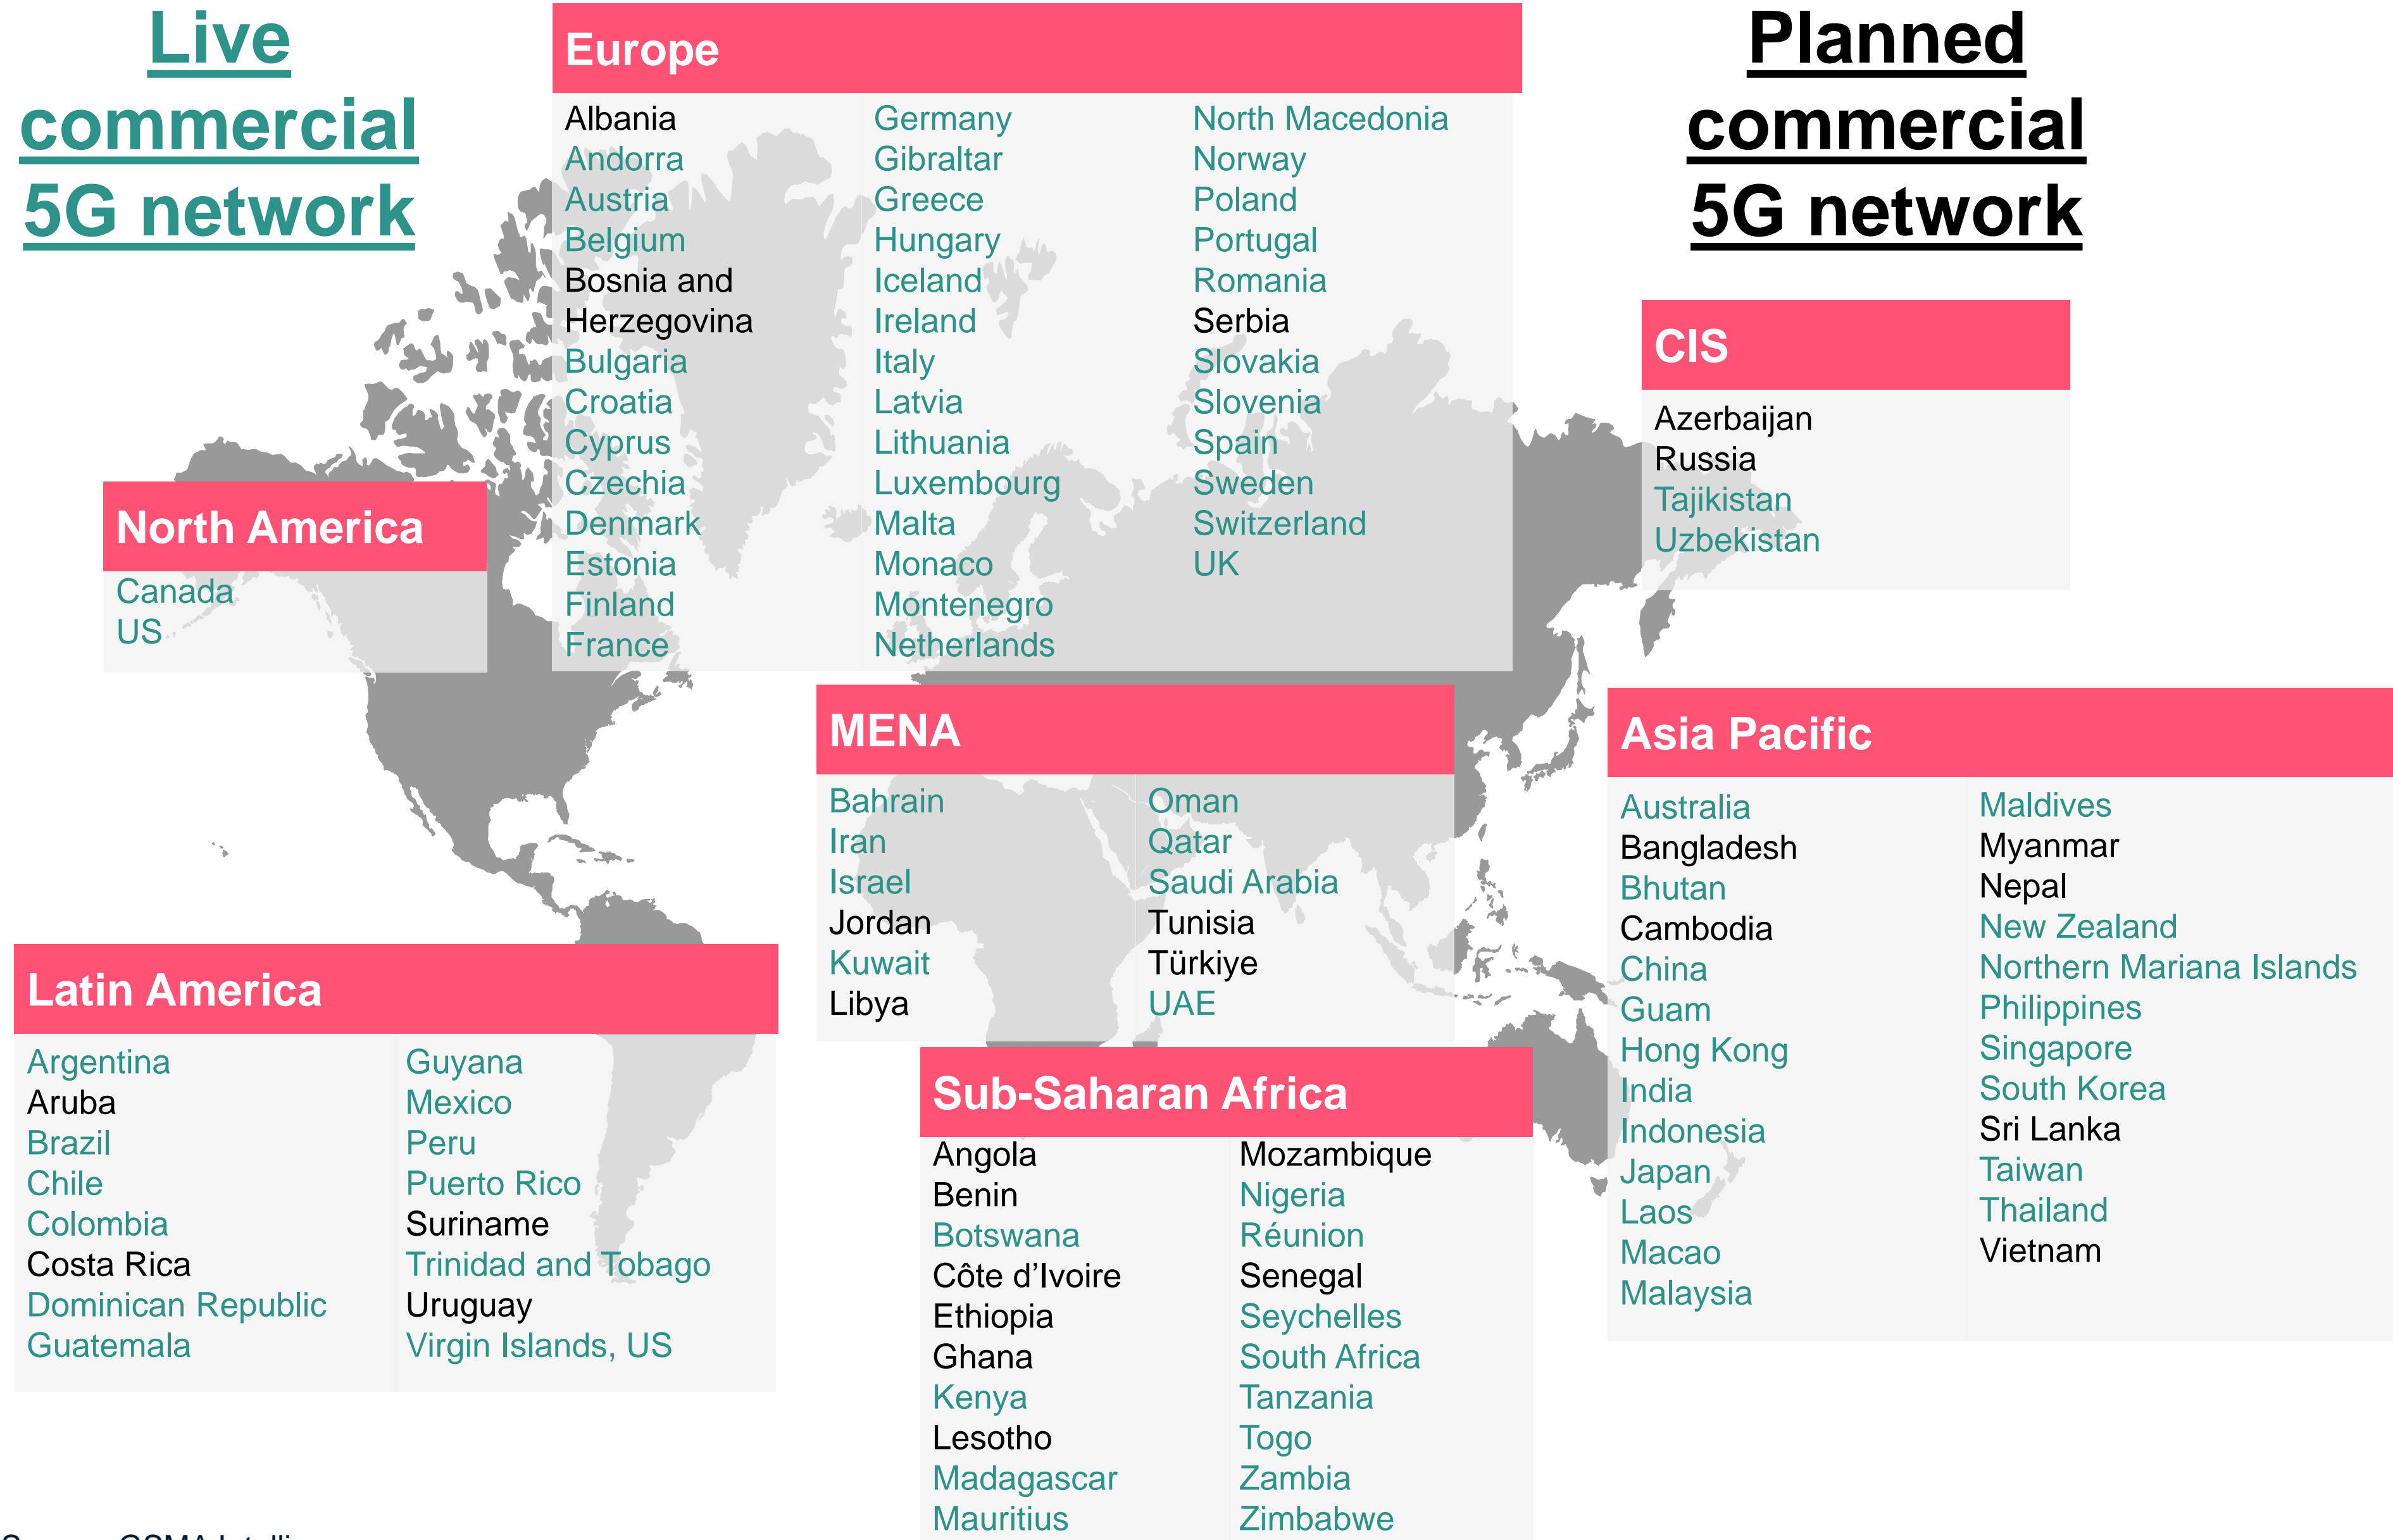 Live
commercial
5G network
Planned
commercial
5G network
Europe
Albania
Andorra
Austria
Belgium
Bosnia and
Herzegovina
Bulgaria
Croatia
Cyprus
Czechia
Denmark
Estonia
Finland
France
Germany
Gibraltar
Greece
Hungary
Iceland
Ireland
Italy
Latvia
Lithuania
Luxembourg
Malta
Monaco
Montenegro
Netherlands
North Macedonia
Norway
Poland
Portugal
Romania
Serbia
Slovakia
Slovenia
Spain
Sweden
Switzerland
UK
CIS
Azerbaijan
Russia
Tajikistan
Uzbekistan
North America
Canada
US
MENA
Bahrain
Iran
Israel
Jordan
Kuwait
Libya
Oman
Qatar
Saudi Arabia
Tunisia
Türkiye
UAE
Asia Pacific
Australia
Bangladesh
Bhutan
Cambodia
China
Guam
Hong Kong
India
Indonesia
Japan
Laos
Macao
Malaysia
Maldives
Myanmar
Nepal
New Zealand
Northern Mariana Islands
Philippines
Singapore
South Korea
Sri Lanka
Taiwan
Thailand
Vietnam
Latin America
Argentina
Aruba
Brazil
Chile
Colombia
Costa Rica
Dominican Republic
Guatemala
Guyana
Mexico
Peru
Puerto Rico
Suriname
Trinidad and Tobago
Uruguay
Virgin Islands, US
Sub-Saharan Africa
Angola
Benin
Botswana
Côte d’Ivoire
Ethiopia
Ghana
Kenya
Lesotho
Madagascar
Mauritius
Mozambique
Nigeria
Réunion
Senegal
Seychelles
South Africa
Tanzania
Togo
Zambia
Zimbabwe